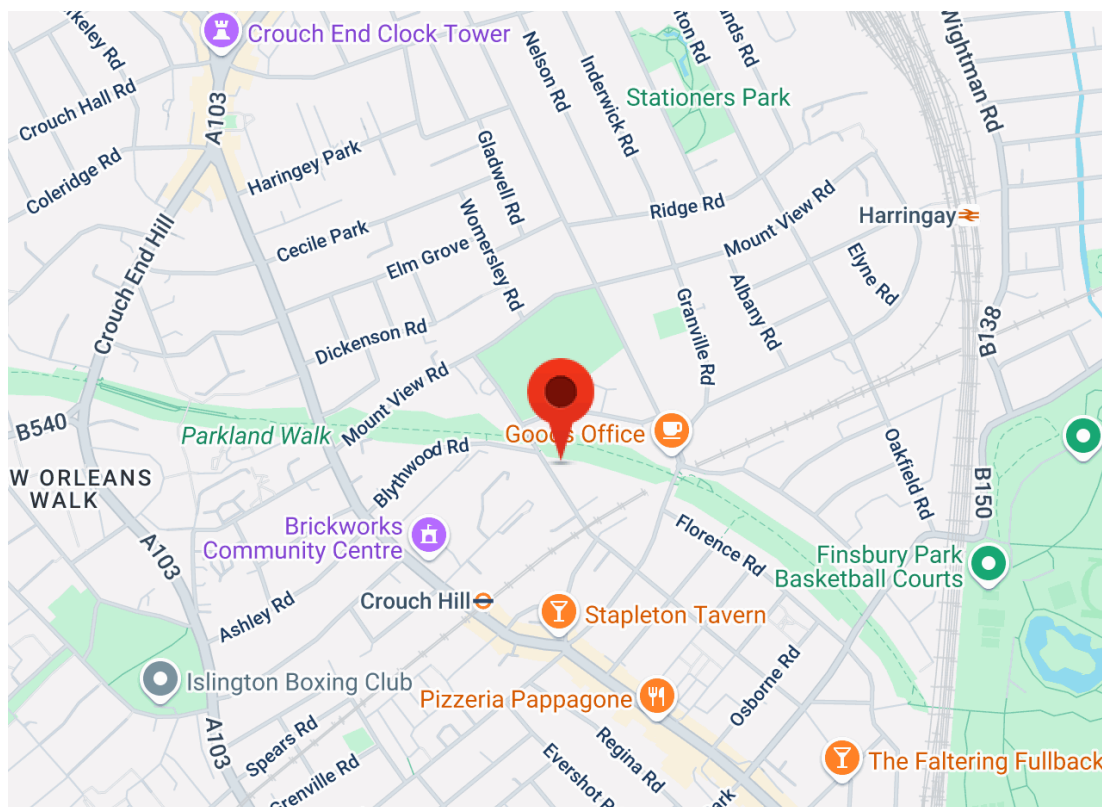 Crouch End Clock Tower
Crouch Hall Rd
A103
Nelson Rd
Inderwick Rd
Stationers Park
Wightman Rd
Coleridge Rd
Haringey Park
Gladwell Rd
Ridge Rd
Mount View Rd
Harringay
Cecile Park
Womersley Rd
Elm Grove
Elyne Rd
Crouch End Hill
Dickenson Rd
Granville Rd
Albany Rd
B138
Mount View Rd
B540
Parkland Walk
Goods Office
Blythwood Rd
Oakfield Rd
B150
W ORLEANS
WALK
A103
Brickworks
Community Centre
Florence Rd
Finsbury Park
Basketball Courts
Ashley Rd
Crouch Hill
Stapleton Tavern
Islington Boxing Club
Pizzeria Pappagone
Osborne Rd
A103
Spears Rd
Regina Rd
Evershot
Grenville Rd
The Faltering Fullback